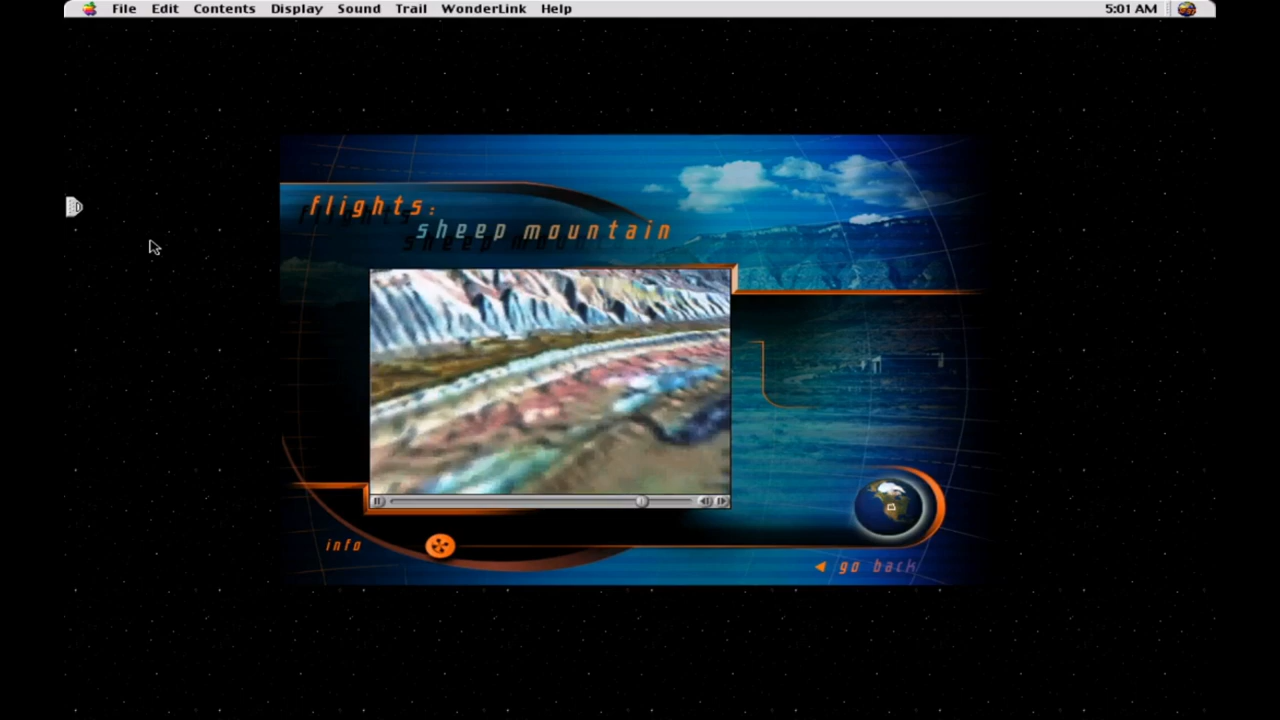 File Edit Contents Display Sound Trail WonderLink Help 5:01 AM
flights:
sheep mountain
info
go back